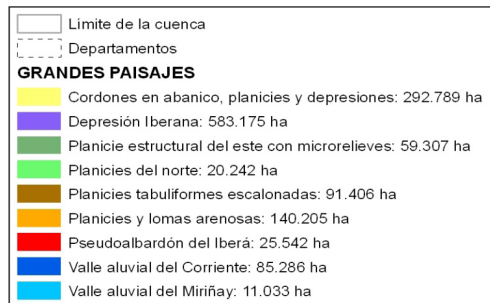 Limite de la cuenca
Departamentos
GRANDES PAISAJES
Cordones en abanico, planicies y depresiones: 292.789 ha
Depresión Iberana: 583.175 ha
Planicie estructural del este con microrelieves: 59.307 ha
Planicies del norte: 20.242 ha
Planicies tabuliformes escalonadas: 91.406 ha
Planicies y lomas arenosas: 140.205 ha
Pseudoalbardón del Iberá: 25.542 ha
Valle aluvial del Corriente: 85.286 ha
Valle aluvial del Miriñay: 11.033 ha